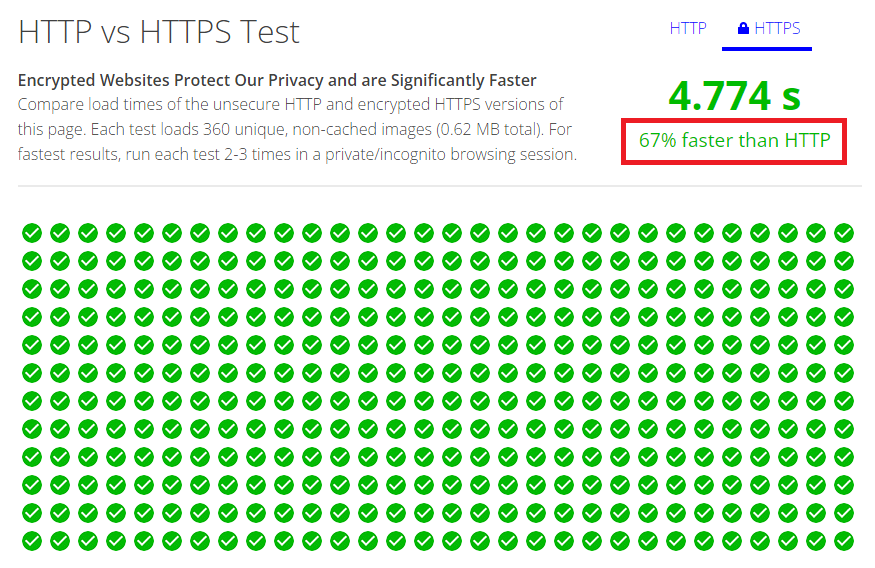 HTTP vs HTTPS Test
HTTP
HTTPS
Encrypted Websites Protect Our Privacy and are Significantly Faster
Compare load times of the unsecure HTTP and encrypted HTTPS versions of
this page. Each test loads 360 unique, non-cached images (0.62 MB total). For
fastest results, run each test 2-3 times in a private/incognito browsing session.
4.774 s
67% faster than HTTP